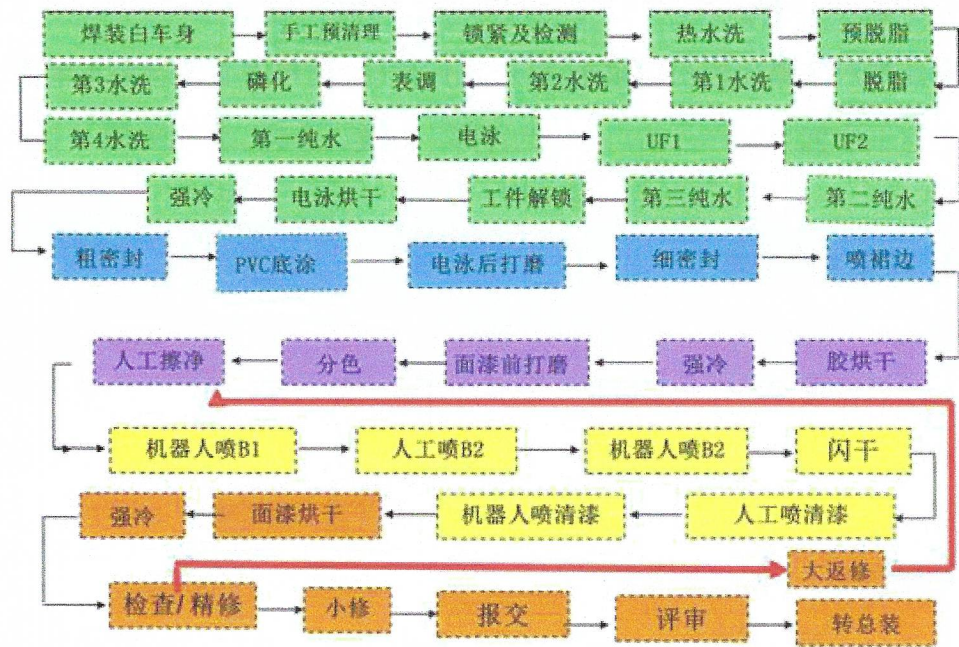 焊装白车身 手工预清理 锁紧及检测 热水洗 预脱脂
第3水洗 磷化 表调 第2水洗 第1水洗 脱脂
第4水洗 第一纯水 电泳 UF1 UF2
强冷 电泳烘干 工件解锁 第三纯水 第二纯水
粗密封 PVC底涂 电泳后打磨 细密封 喷裙边
人工擦净 分色 面漆前打磨 强冷 胶烘干
机器人喷B1 人工喷B2 机器人喷B2 闪干
强冷 面漆烘干 机器人喷清漆 人工喷清漆
大返修
检查/精修 小修 报交 评审 转总装